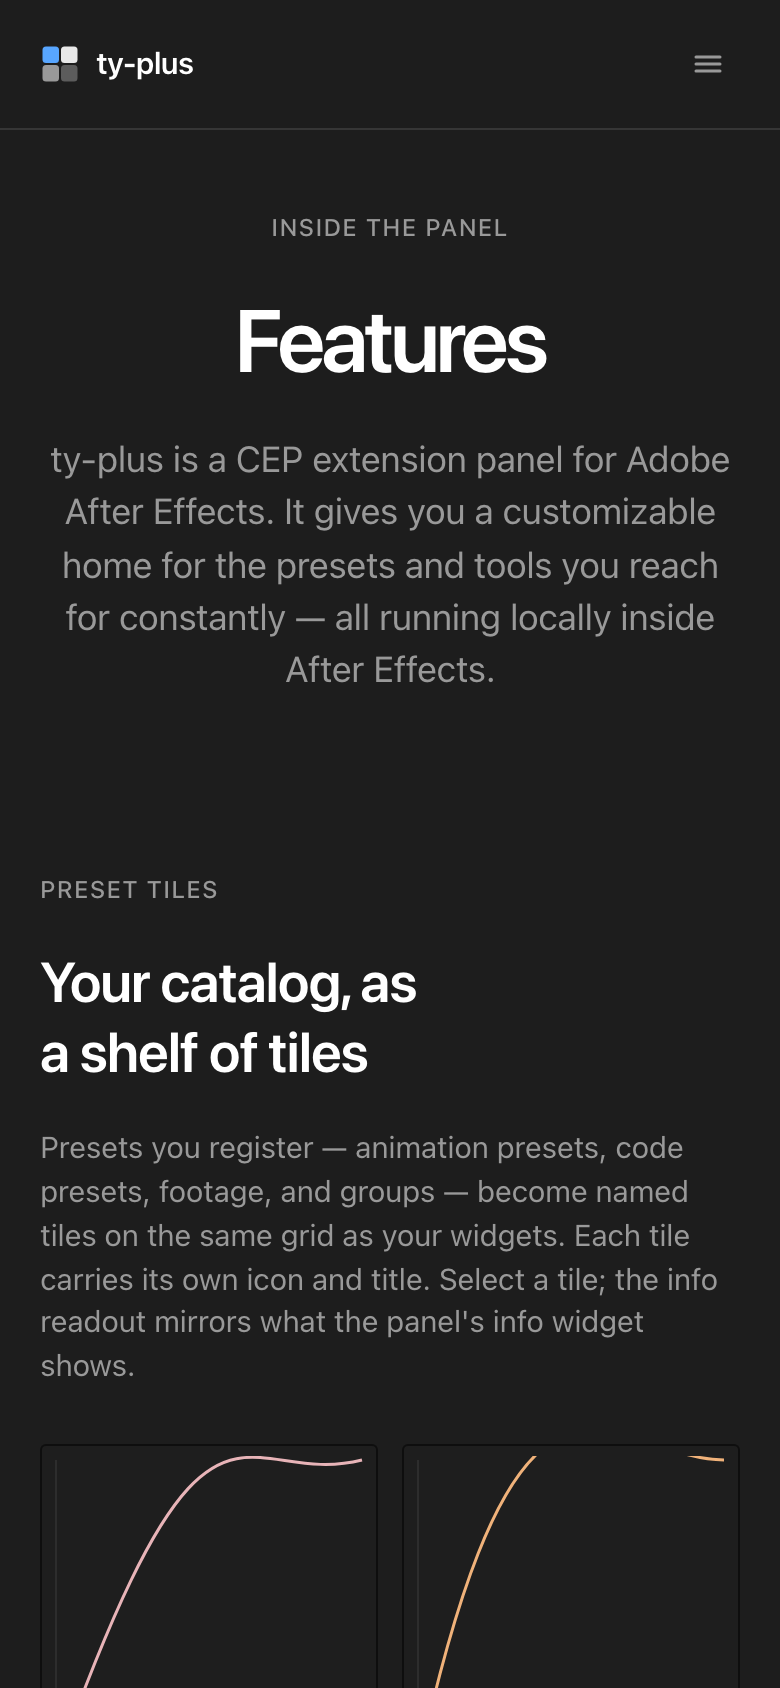 ty-plus
INSIDE THE PANEL
Features
ty-plus is a CEP extension panel for Adobe
After Effects. It gives you a customizable
home for the presets and tools you reach
for constantly — all running locally inside
After Effects.
PRESET TILES
Your catalog, as
a shelf of tiles
Presets you register — animation presets, code
presets, footage, and groups — become named
tiles on the same grid as your widgets. Each tile
carries its own icon and title. Select a tile; the info
readout mirrors what the panel's info widget
shows.